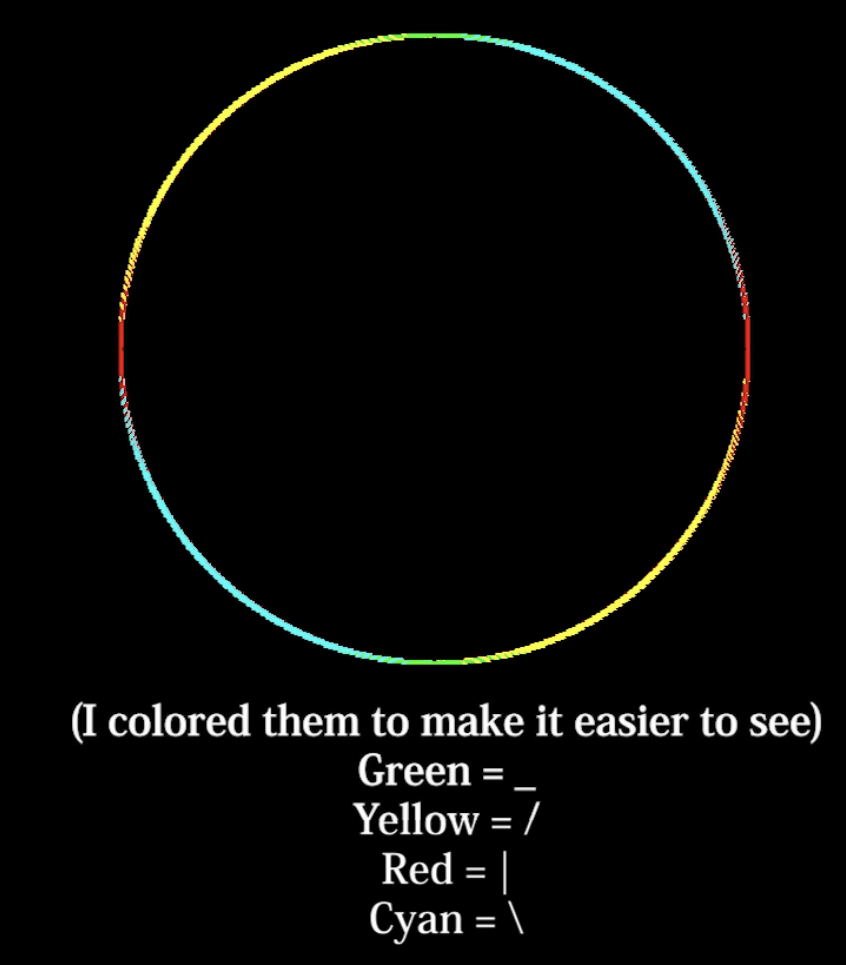 (I colored them to make it easier to see)
Green = _
Yellow = /
Red = |
Cyan = \